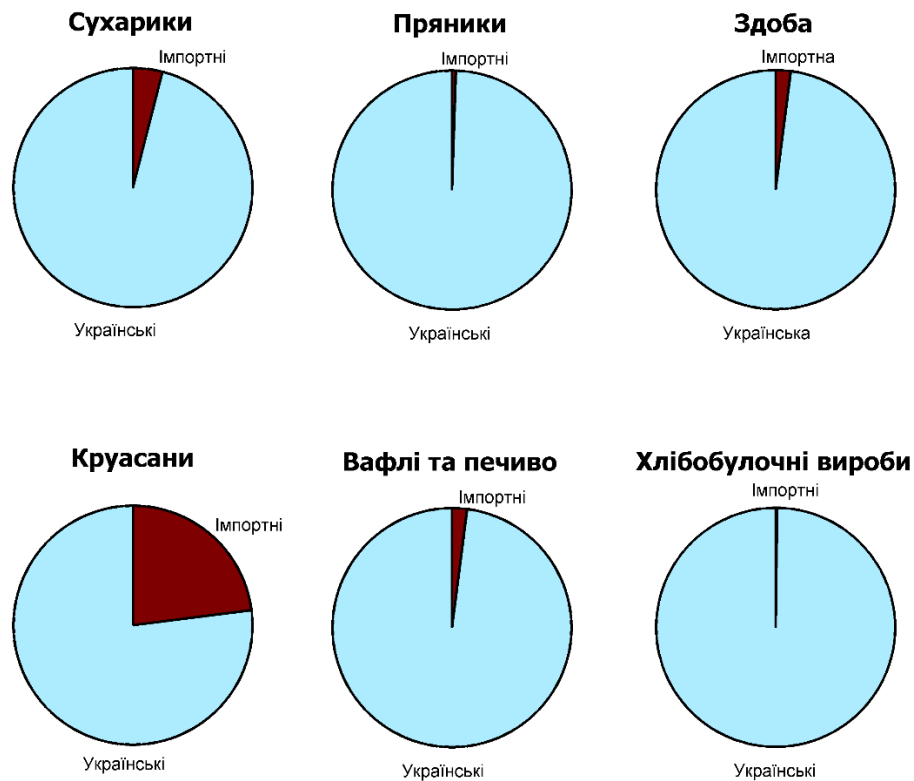 Сухарики
Імпортні
Українські
Пряники
Імпортні
Українські
Здоба
Імпортна
Українська
Круасани
Імпортні
Українські
Вафлі та печиво
Імпортні
Українські
Хлібобулочні вироби
Імпортні
Українські